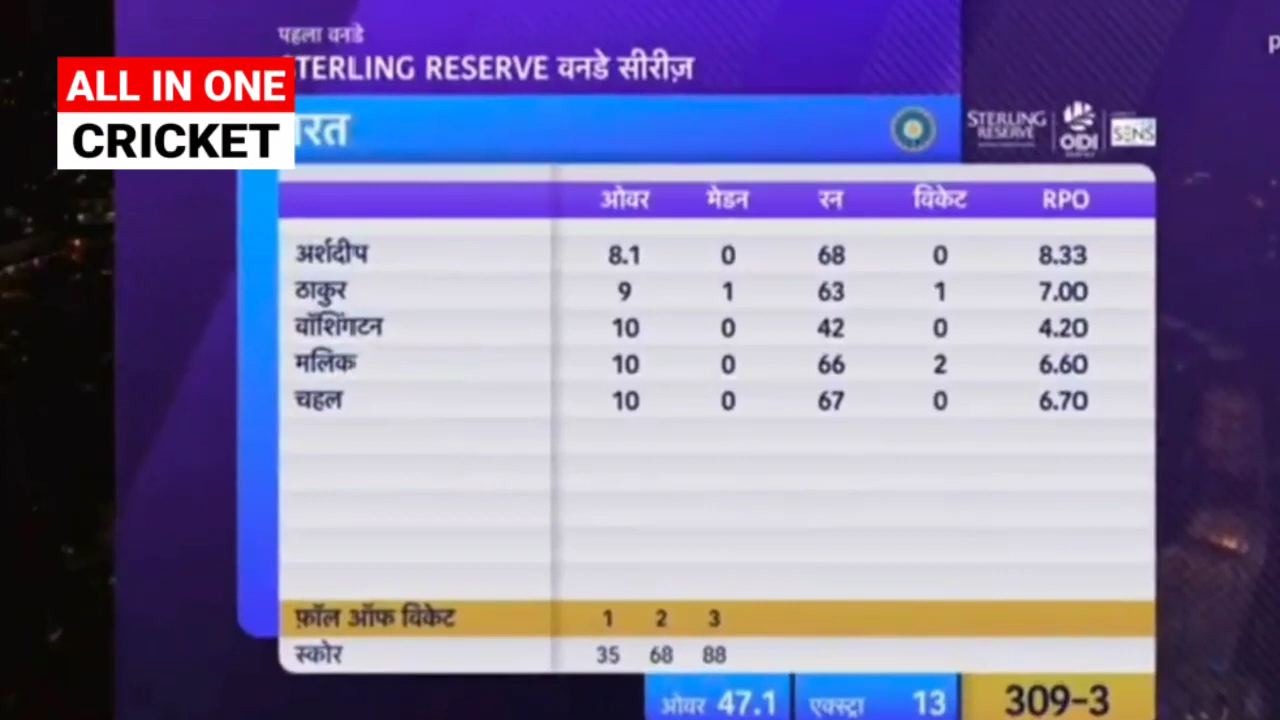 पहला वनडे
STERLING RESERVE वनडे सीरीज़
ALL IN ONE
CRICKET
STERLING RESERVE ODI SENS
ओवर मेडन रन विकेट RPO
अर्शदीप 8.1 0 68 0 8.33
ठाकुर 9 1 63 1 7.00
वॉशिंगटन 10 0 42 0 4.20
मलिक 10 0 66 2 6.60
चहल 10 0 67 0 6.70
फ़ॉल ऑफ विकेट 1 2 3
स्कोर 35 68 88
ओवर 47.1 एक्स्ट्रा 13 309-3